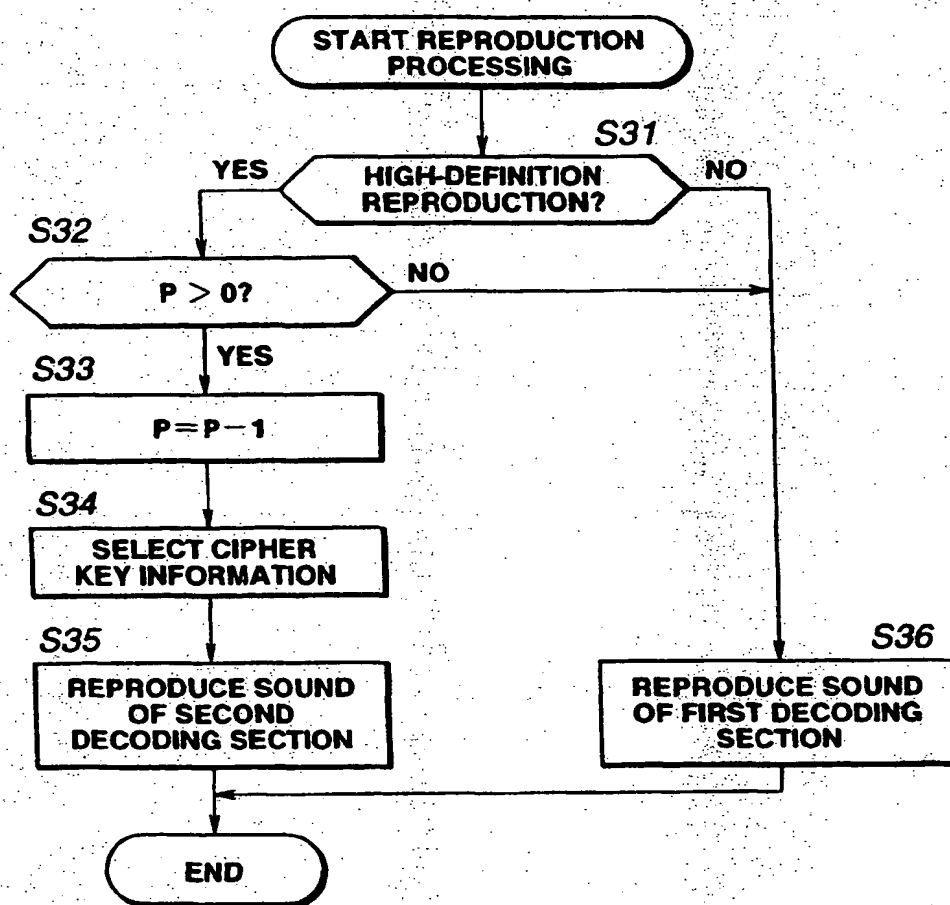 START REPRODUCTION
PROCESSING
S31
YES
HIGH-DEFINITION
REPRODUCTION?
NO
S32
P > 0?
NO
YES
S33
P=P−1
S34
SELECT CIPHER
KEY INFORMATION
S35
REPRODUCE SOUND
OF SECOND
DECODING SECTION
S36
REPRODUCE SOUND
OF FIRST DECODING
SECTION
END